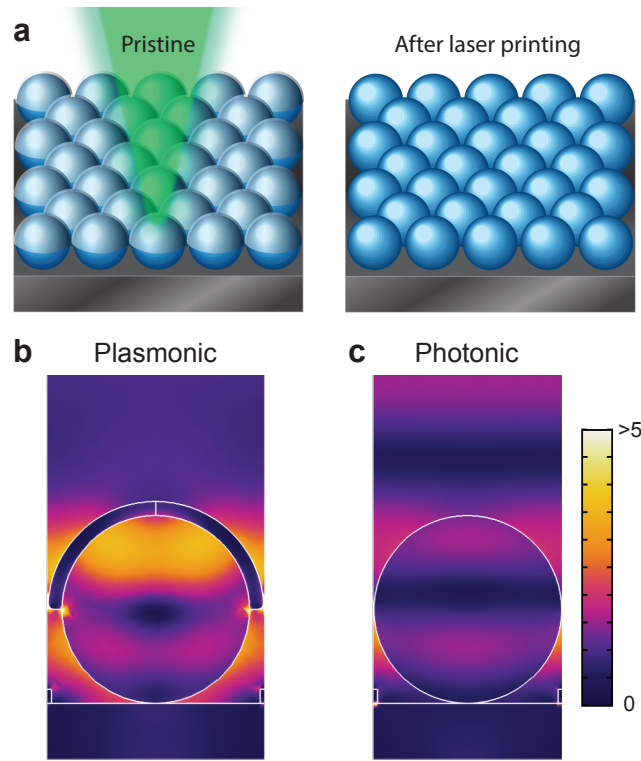 a
Pristine
After laser printing
b
Plasmonic
c
Photonic
>5
0